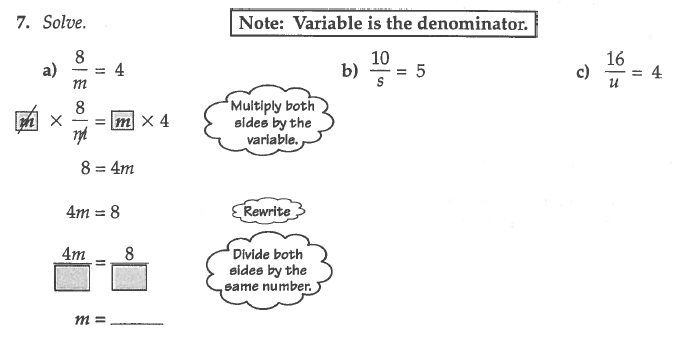 7. Solve.
Note: Variable is the denominator.
a) 8/m = 4
b) 10/s = 5
c) 16/u = 4
m × 8/m = m × 4
Multiply both
sides by the
variable.
8 = 4m
4m = 8
Rewrite
4m/□ = 8/□
Divide both
sides by the
same number.
m = ______